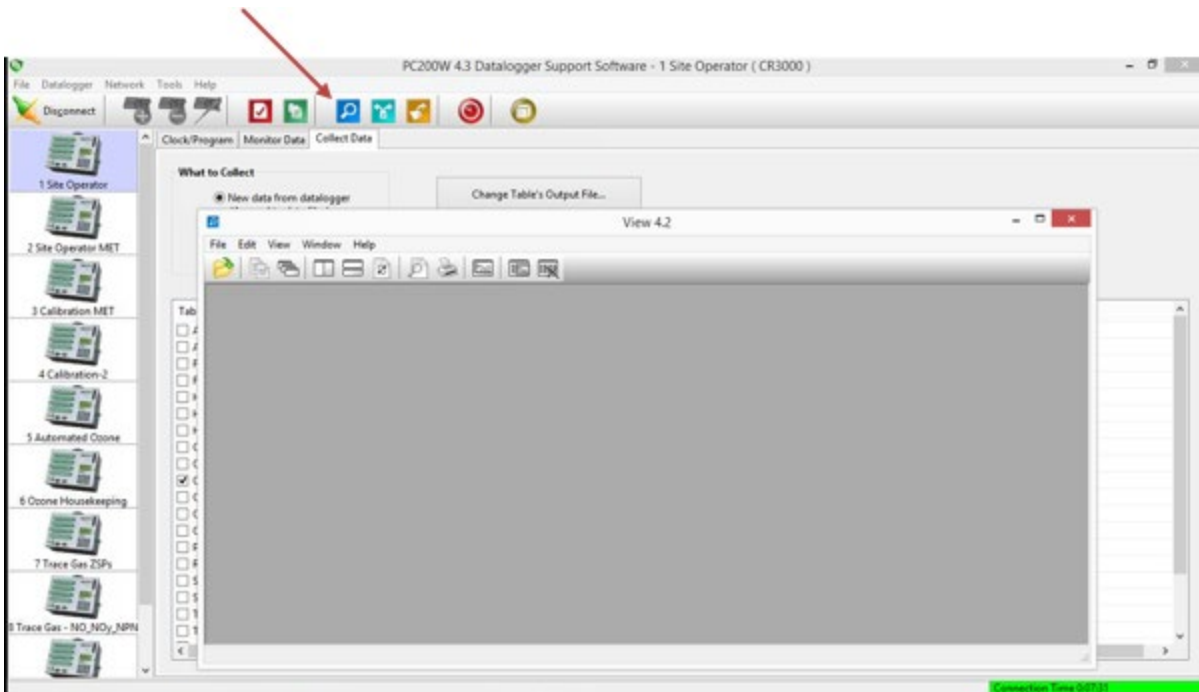 PC200W 4.3 Datalogger Support Software - 1 Site Operator ( CR3000 )
File Datalogger Network Tools Help
Disconnect
Clock/Program Monitor Data Collect Data
What to Collect
New data from datalogger
Change Table's Output File...
1 Site Operator
2 Site Operator MET
3 Calibration MET
4 Calibration-2
5 Automated Ozone
6 Ozone Housekeeping
7 Trace Gas ZSPs
8 Trace Gas - NO_NOy_NPN
View 4.2
File Edit View Window Help
Tab
Connection Time 0:07:31